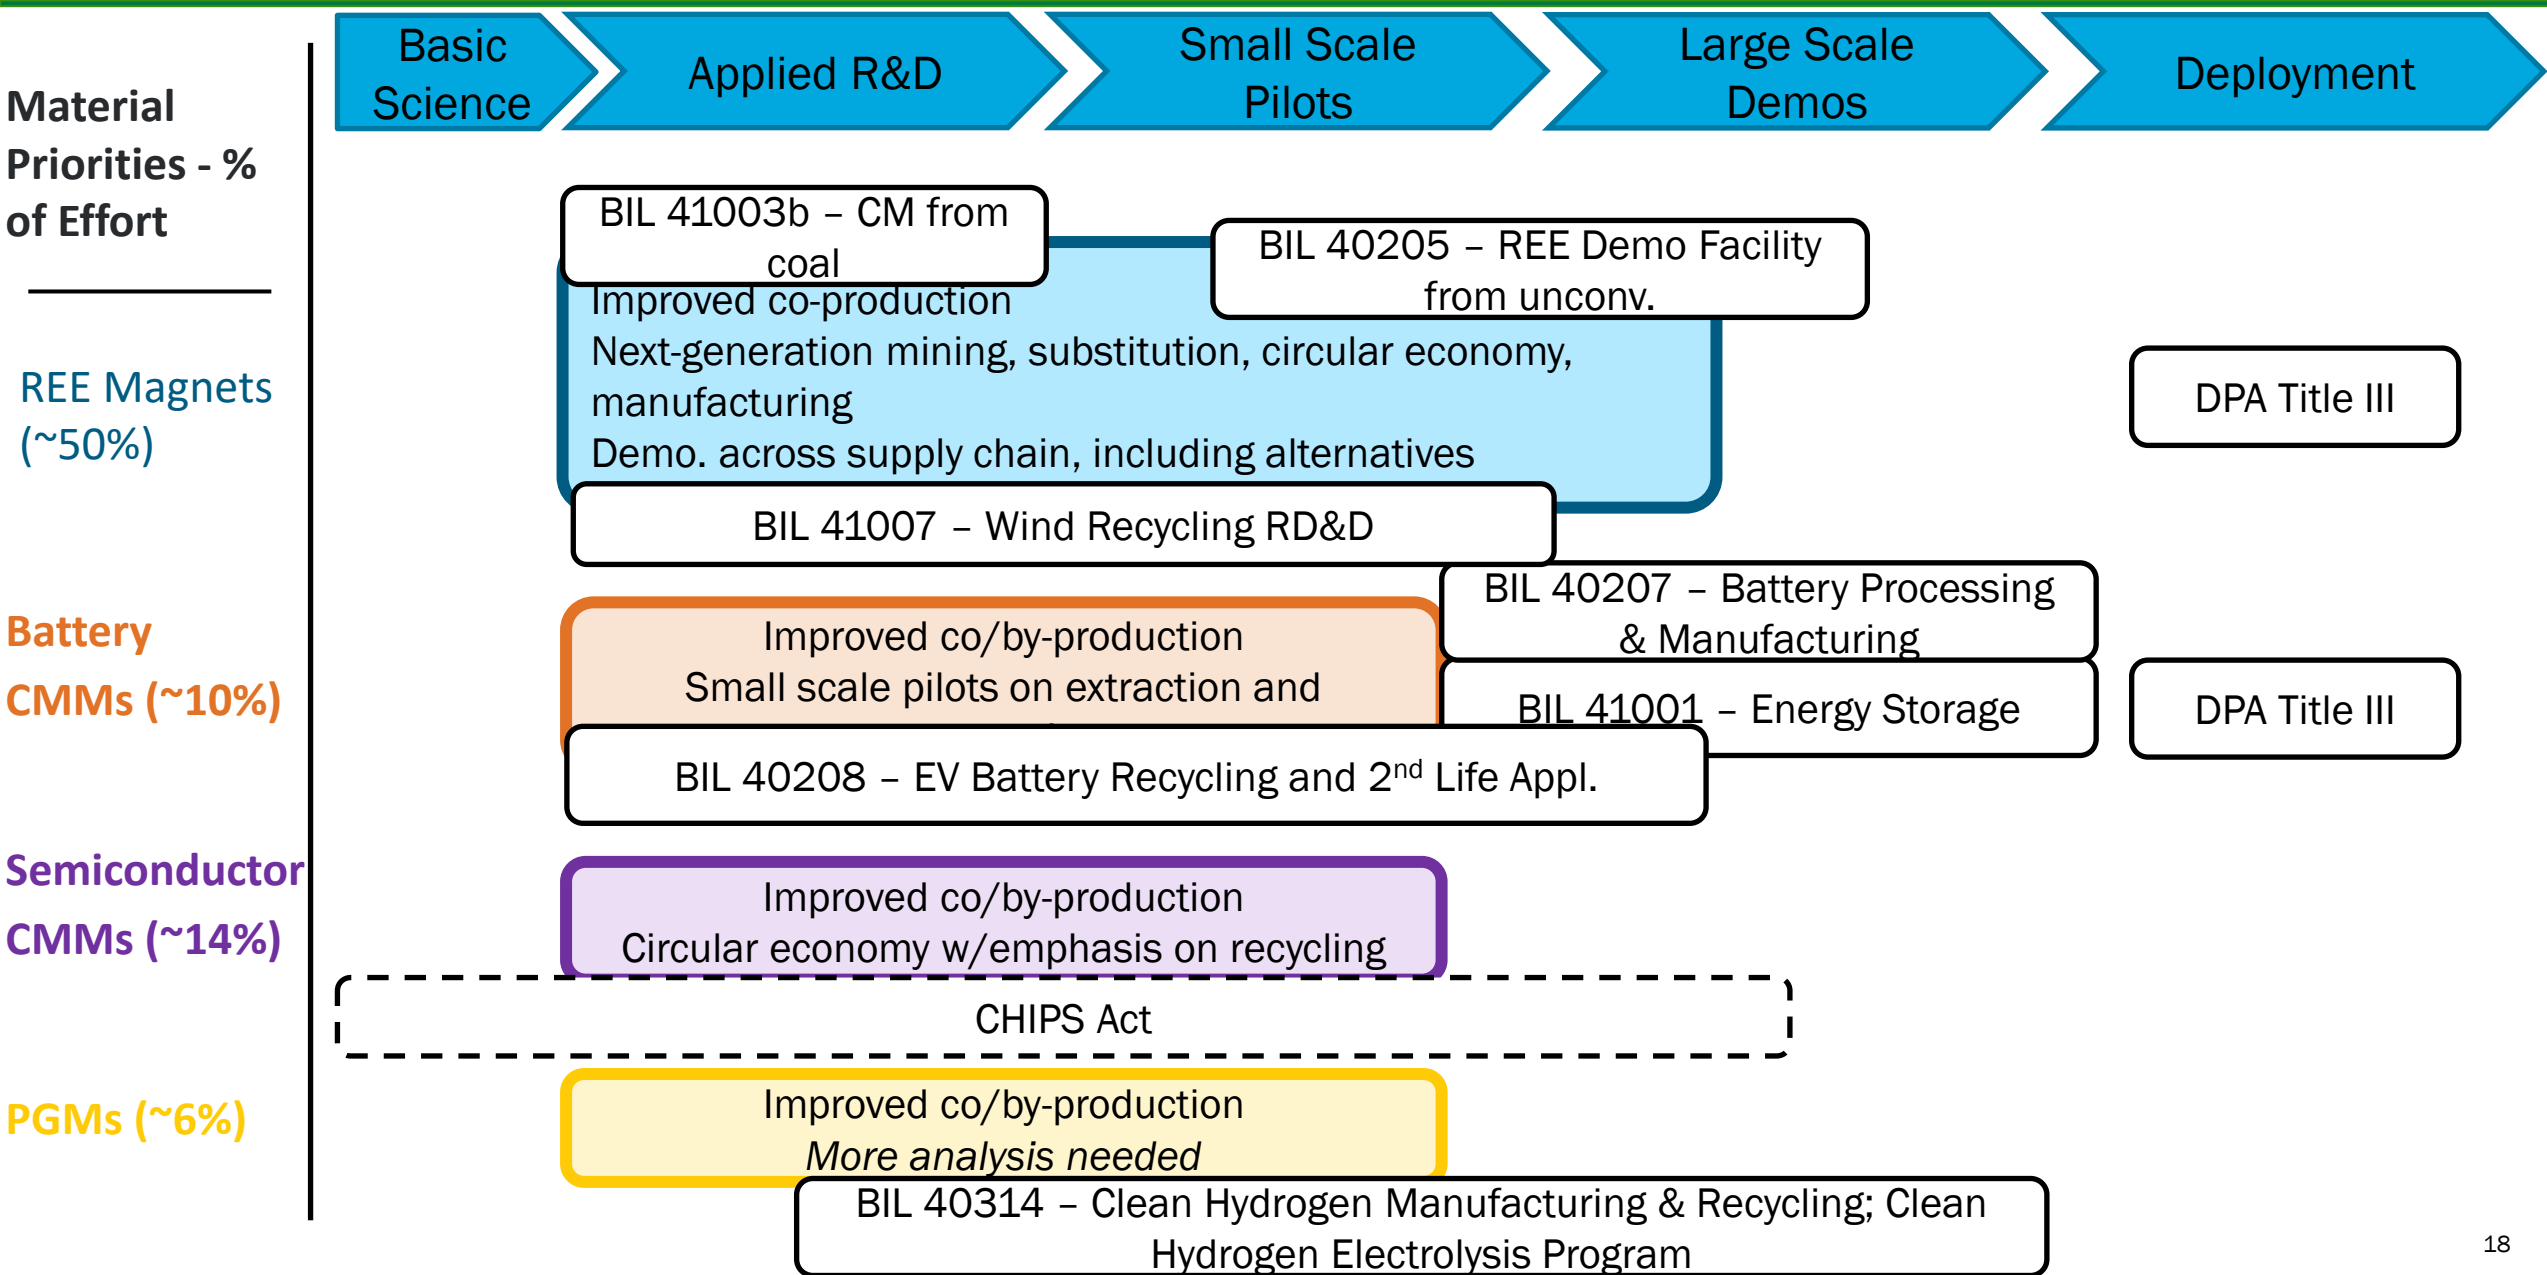 Basic
Science
Applied R&D
Small Scale
Pilots
Large Scale
Demos
Deployment
Material
Priorities - %
of Effort
REE Magnets
(~50%)
BIL 41003b – CM from
coal
BIL 40205 – REE Demo Facility
from unconv.
Improved co-production
Next-generation mining, substitution, circular economy,
manufacturing
Demo. across supply chain, including alternatives
BIL 41007 – Wind Recycling RD&D
DPA Title III
Battery
CMMs (~10%)
Improved co/by-production
Small scale pilots on extraction and
BIL 40207 – Battery Processing
& Manufacturing
BIL 41001 – Energy Storage
BIL 40208 – EV Battery Recycling and 2nd Life Appl.
DPA Title III
Semiconductor
CMMs (~14%)
Improved co/by-production
Circular economy w/emphasis on recycling
CHIPS Act
PGMs (~6%)
Improved co/by-production
More analysis needed
BIL 40314 – Clean Hydrogen Manufacturing & Recycling; Clean
Hydrogen Electrolysis Program
18